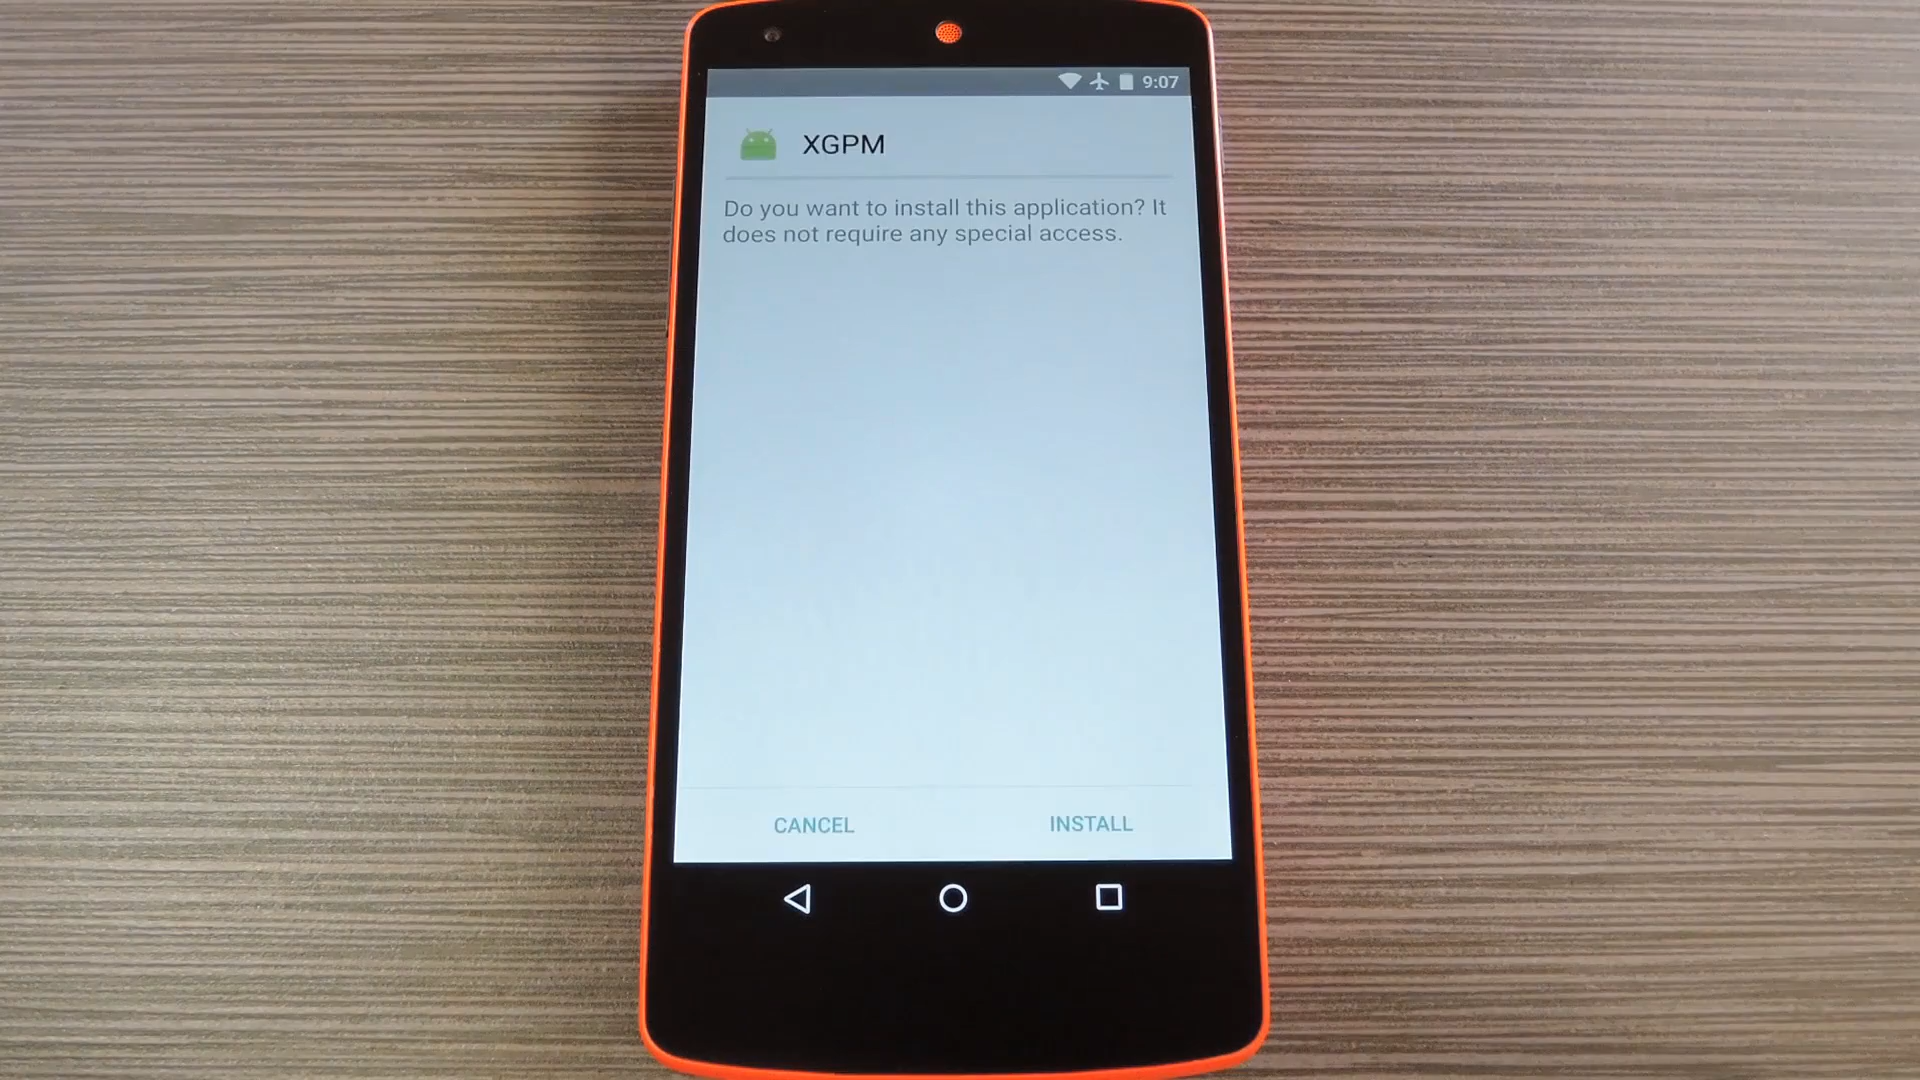 9:07
XGPM
Do you want to install this application? It
does not require any special access.
CANCEL
INSTALL